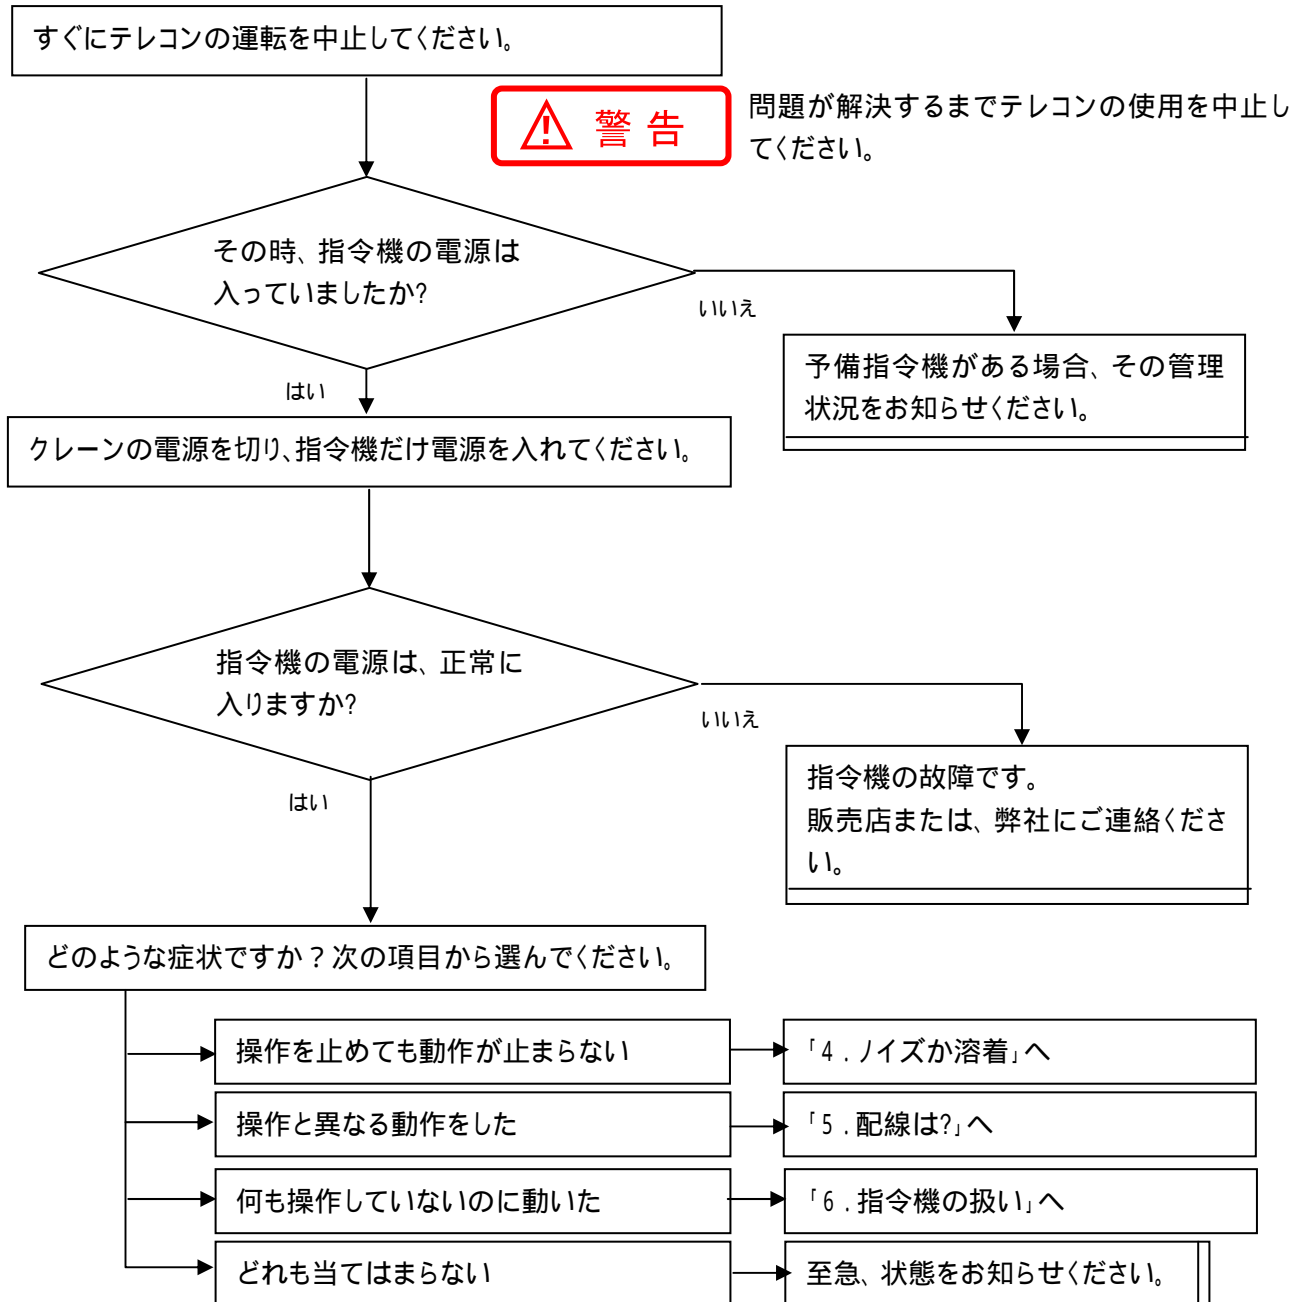 すぐにテレコンの運転を中止してください。
警告
問題が解決するまでテレコンの使用を中止し
てください。
その時、指令機の電源は
入っていましたか?
いいえ
予備指令機がある場合、その管理
状況をお知らせください。
はい
クレーンの電源を切り、指令機だけ電源を入れてください。
指令機の電源は、正常に
入りますか?
いいえ
指令機の故障です。
販売店または、弊社にご連絡くださ
い。
はい
どのような症状ですか？次の項目から選んでください。
操作を止めても動作が止まらない
「4．ノイズか溶着」へ
操作と異なる動作をした
「5．配線は?」へ
何も操作していないのに動いた
「6．指令機の扱い」へ
どれも当てはまらない
至急、状態をお知らせください。